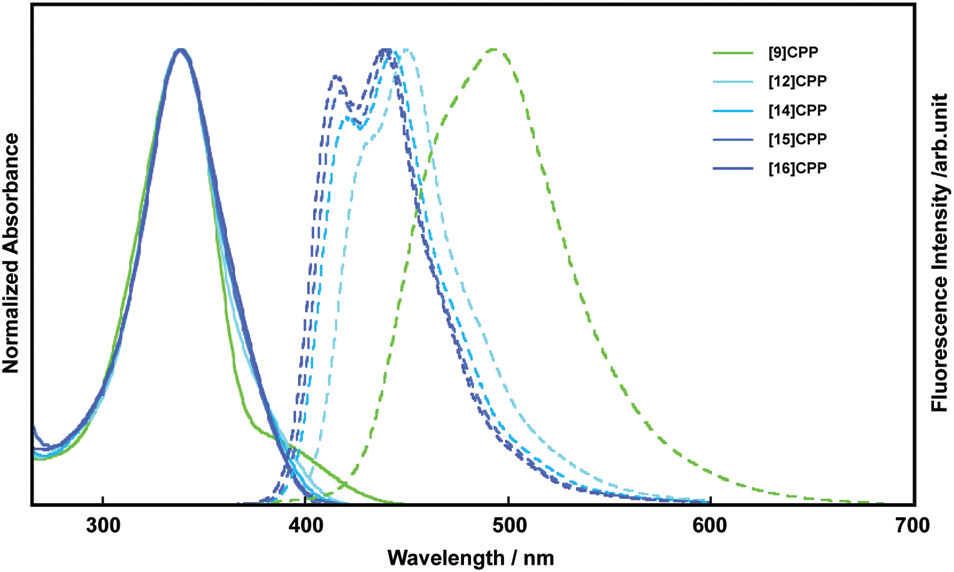 Normalized Absorbance
[9]CPP
[12]CPP
[14]CPP
[15]CPP
[16]CPP
Fluorescence Intensity /arb.unit
300
400
500
600
700
Wavelength / nm